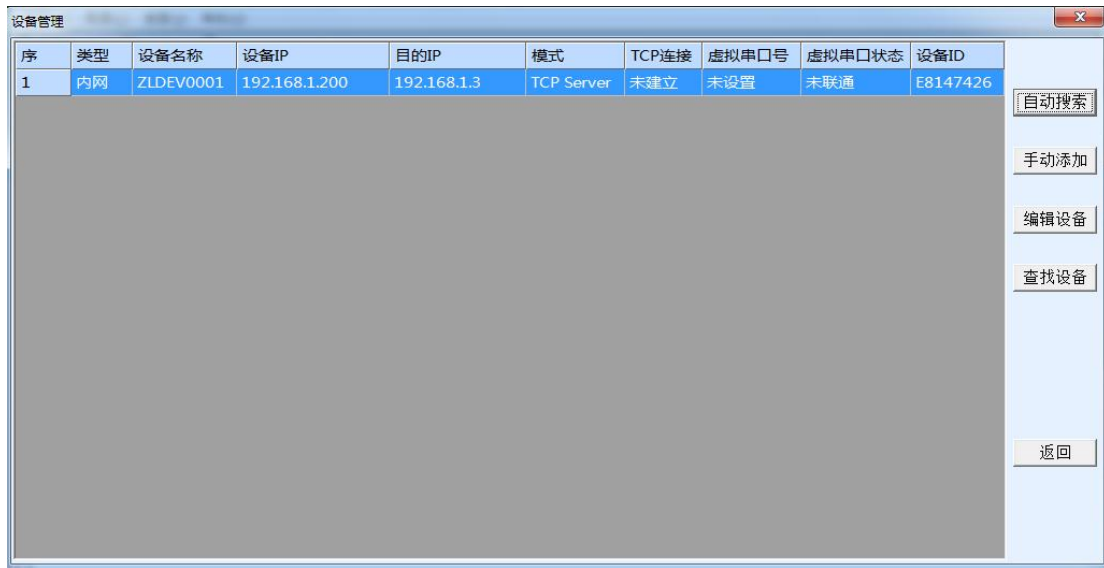 设备管理
序 类型 设备名称 设备IP 目的IP 模式 TCP连接 虚拟串口号 虚拟串口状态 设备ID
1 内网 ZLDEV0001 192.168.1.200 192.168.1.3 TCP Server 未建立 未设置 未联通 E8147426
自动搜索
手动添加
编辑设备
查找设备
返回